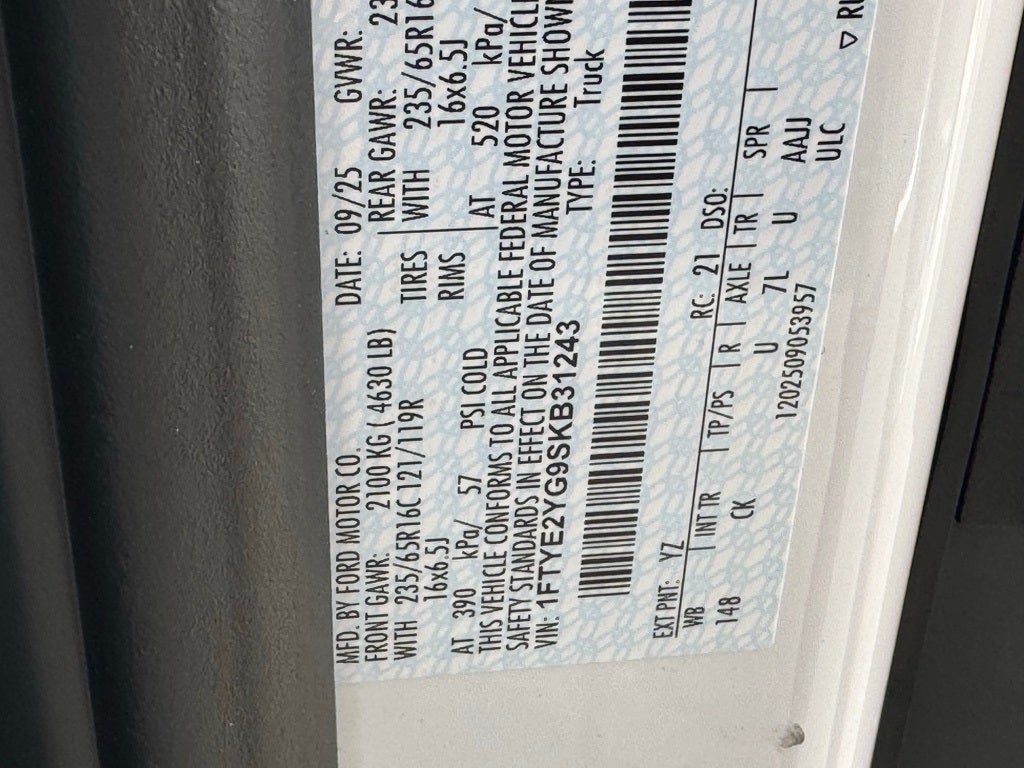 MFD. BY FORD MOTOR CO.
DATE: 09/25 GVWR: 23
FRONT GAWR: 2100 KG ( 4630 LB) REAR GAWR:
WITH 235/65R16C 121/119R TIRES WITH 235/65R16
16x6.5J RIMS 16x6.5J
AT 390 kPa/ 57 PSI COLD AT 520 kPa/
THIS VEHICLE CONFORMS TO ALL APPLICABLE FEDERAL MOTOR VEHICLE
SAFETY STANDARDS IN EFFECT ON THE DATE OF MANUFACTURE SHOWN
VIN: 1FTYE2YG9SKB31243 TYPE: Truck
EXT PNT: YZ RC: 21 DSO:
WB INT TR TP/PS R AXLE TR SPR
148 CK U 7L U AAJJ
120250905 3957 ULC
▽